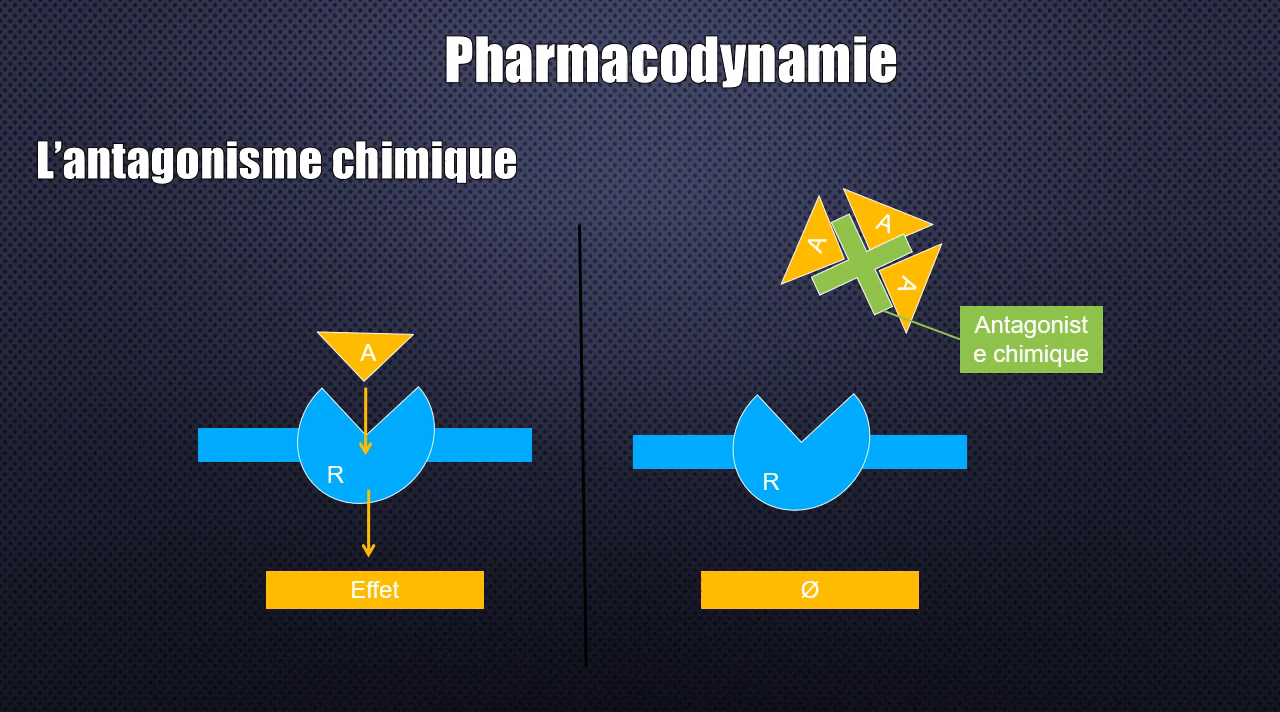 Pharmacodynamie
L'antagonisme chimique
A
A
A
A
Antagonist
e chimique
R
R
Effet
Ø